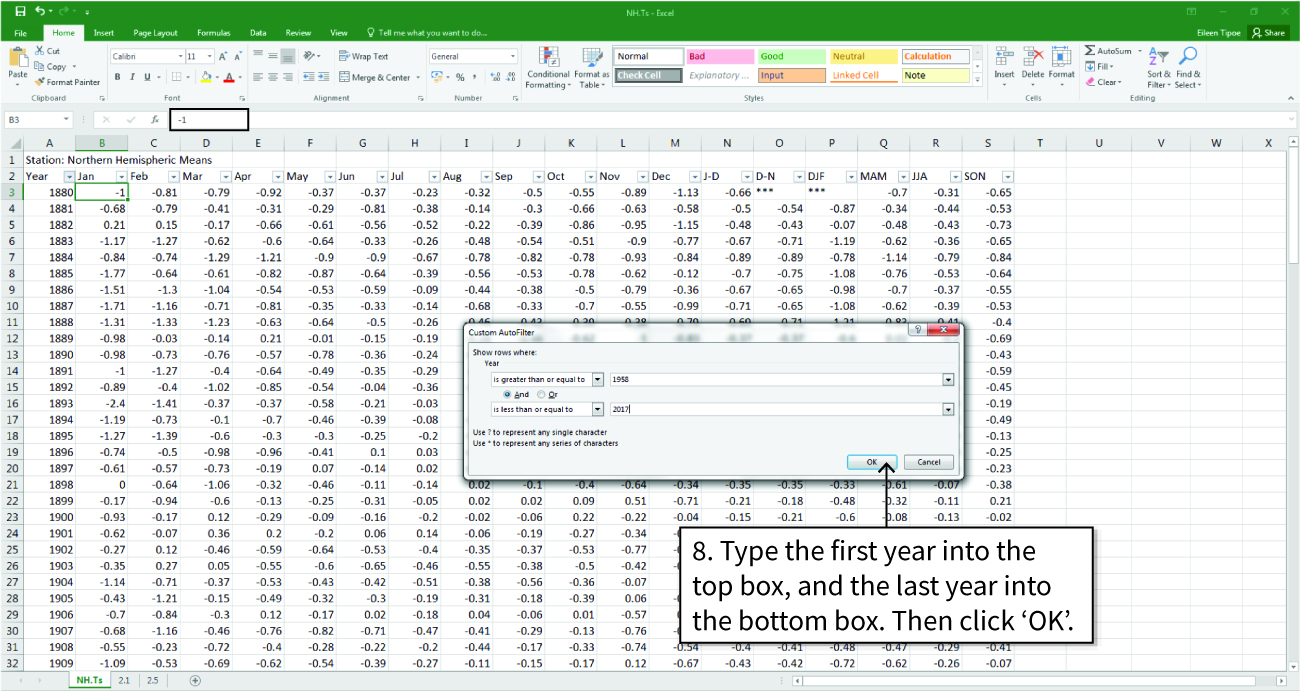 NH.Ts - Excel
File Home Insert Page Layout Formulas Data Review View Tell me what you want to do... Eileen Tipoe Share
Paste Cut Copy Format Painter Calibri 11 A A Wrap Text General Conditional Formatting Format as Table Normal Bad Good Neutral Calculation Insert Delete Format AutoSum Fill Clear Sort & Filter Find & Select
B I U A Merge & Center % , Check Cell Explanatory ... Input Linked Cell Note
Clipboard Font Alignment Number Styles Cells Editing
B3 fx -1
A B C D E F G H I J K L M N O P Q R S T U V W X
1 Station: Northern Hemispheric Means
2 Year Jan Feb Mar Apr May Jun Jul Aug Sep Oct Nov Dec J-D D-N DJF MAM JJA SON
3 1880 -1 -0.81 -0.79 -0.92 -0.37 -0.37 -0.23 -0.32 -0.5 -0.55 -0.89 -1.13 -0.66 *** *** -0.7 -0.31 -0.65
4 1881 -0.68 -0.79 -0.41 -0.31 -0.29 -0.81 -0.38 -0.14 -0.3 -0.66 -0.63 -0.58 -0.5 -0.54 -0.87 -0.34 -0.44 -0.53
5 1882 0.21 0.15 -0.17 -0.66 -0.61 -0.56 -0.52 -0.22 -0.39 -0.86 -0.95 -1.15 -0.48 -0.43 -0.07 -0.48 -0.43 -0.73
6 1883 -1.17 -1.27 -0.62 -0.6 -0.64 -0.33 -0.26 -0.48 -0.54 -0.51 -0.9 -0.77 -0.67 -0.71 -1.19 -0.62 -0.36 -0.65
7 1884 -0.84 -0.74 -1.29 -1.21 -0.9 -0.9 -0.67 -0.78 -0.82 -0.78 -0.93 -0.84 -0.89 -0.89 -0.78 -1.14 -0.79 -0.84
8 1885 -1.77 -0.64 -0.61 -0.82 -0.87 -0.64 -0.39 -0.56 -0.53 -0.78 -0.62 -0.12 -0.7 -0.75 -1.08 -0.76 -0.53 -0.64
9 1886 -1.51 -1.3 -1.04 -0.54 -0.53 -0.59 -0.09 -0.44 -0.38 -0.5 -0.79 -0.36 -0.67 -0.65 -0.98 -0.7 -0.37 -0.55
10 1887 -1.71 -1.16 -0.71 -0.81 -0.35 -0.33 -0.14 -0.68 -0.33 -0.7 -0.55 -0.99 -0.71 -0.65 -1.08 -0.62 -0.39 -0.53
11 1888 -1.31 -1.33 -1.23 -0.63 -0.64 -0.5 -0.26 -0.4
12 1889 -0.98 -0.03 -0.14 0.21 -0.01 -0.15 -0.19 -0.69
13 1890 -0.98 -0.73 -0.76 -0.57 -0.78 -0.36 -0.24 -0.43
14 1891 -1 -1.27 -0.4 -0.64 -0.49 -0.35 -0.29 -0.59
15 1892 -0.89 -0.4 -1.02 -0.85 -0.54 -0.04 -0.36 -0.45
16 1893 -2.4 -1.41 -0.37 -0.37 -0.58 -0.21 -0.03 -0.19
17 1894 -1.19 -0.73 -0.1 -0.7 -0.46 -0.39 -0.08 -0.49
18 1895 -1.27 -1.39 -0.6 -0.3 -0.3 -0.25 -0.2 -0.13
19 1896 -0.74 -0.5 -0.98 -0.96 -0.41 0.1 0.03 -0.25
20 1897 -0.61 -0.57 -0.73 -0.19 0.07 -0.14 0.02 -0.23
21 1898 0 -0.64 -1.06 -0.32 -0.46 -0.11 -0.14 0.02 -0.1 -0.4 -0.64 -0.34 -0.35 -0.35 -0.33 -0.61 -0.07 -0.38
22 1899 -0.17 -0.94 -0.6 -0.13 -0.25 -0.31 -0.05 0.02 0.02 0.09 0.51 -0.71 -0.21 -0.18 -0.48 -0.32 -0.11 0.21
23 1900 -0.93 -0.17 0.12 -0.29 -0.09 -0.16 -0.2 -0.02 -0.06 0.22 -0.22 -0.04 -0.15 -0.21 -0.6 -0.08 -0.13 -0.02
24 1901 -0.62 -0.07 0.36 0.2 -0.2 0.06 0.14 -0.06 -0.19 -0.27 -0.34
25 1902 -0.27 0.12 -0.46 -0.59 -0.64 -0.53 -0.4 -0.35 -0.37 -0.53 -0.77
26 1903 -0.35 0.27 0.05 -0.55 -0.6 -0.65 -0.46 -0.55 -0.38 -0.5 -0.42
27 1904 -1.14 -0.71 -0.37 -0.53 -0.43 -0.42 -0.51 -0.38 -0.56 -0.36 -0.07
28 1905 -0.43 -1.21 -0.15 -0.49 -0.32 -0.3 -0.19 -0.31 -0.18 -0.39 0.06
29 1906 -0.7 -0.84 -0.3 0.12 -0.17 0.02 -0.18 0.04 -0.06 0.01 -0.57
30 1907 -0.68 -1.16 -0.46 -0.76 -0.82 -0.71 -0.47 -0.41 -0.29 -0.13 -0.76
31 1908 -0.55 -0.23 -0.72 -0.4 -0.28 -0.22 -0.2 -0.44 -0.17 -0.33 -0.74
32 1909 -1.09 -0.53 -0.69 -0.62 -0.54 -0.39 -0.27 -0.11 -0.15 -0.17 0.12 -0.67 -0.43 -0.42 -0.72 -0.62 -0.26 -0.07
Custom AutoFilter
Show rows where:
Year
is greater than or equal to 1958
And Or
is less than or equal to 2017
Use ? to represent any single character
Use * to represent any series of characters
OK Cancel
8. Type the first year into the
top box, and the last year into
the bottom box. Then click ‘OK’.
NH.Ts 2.1 2.5